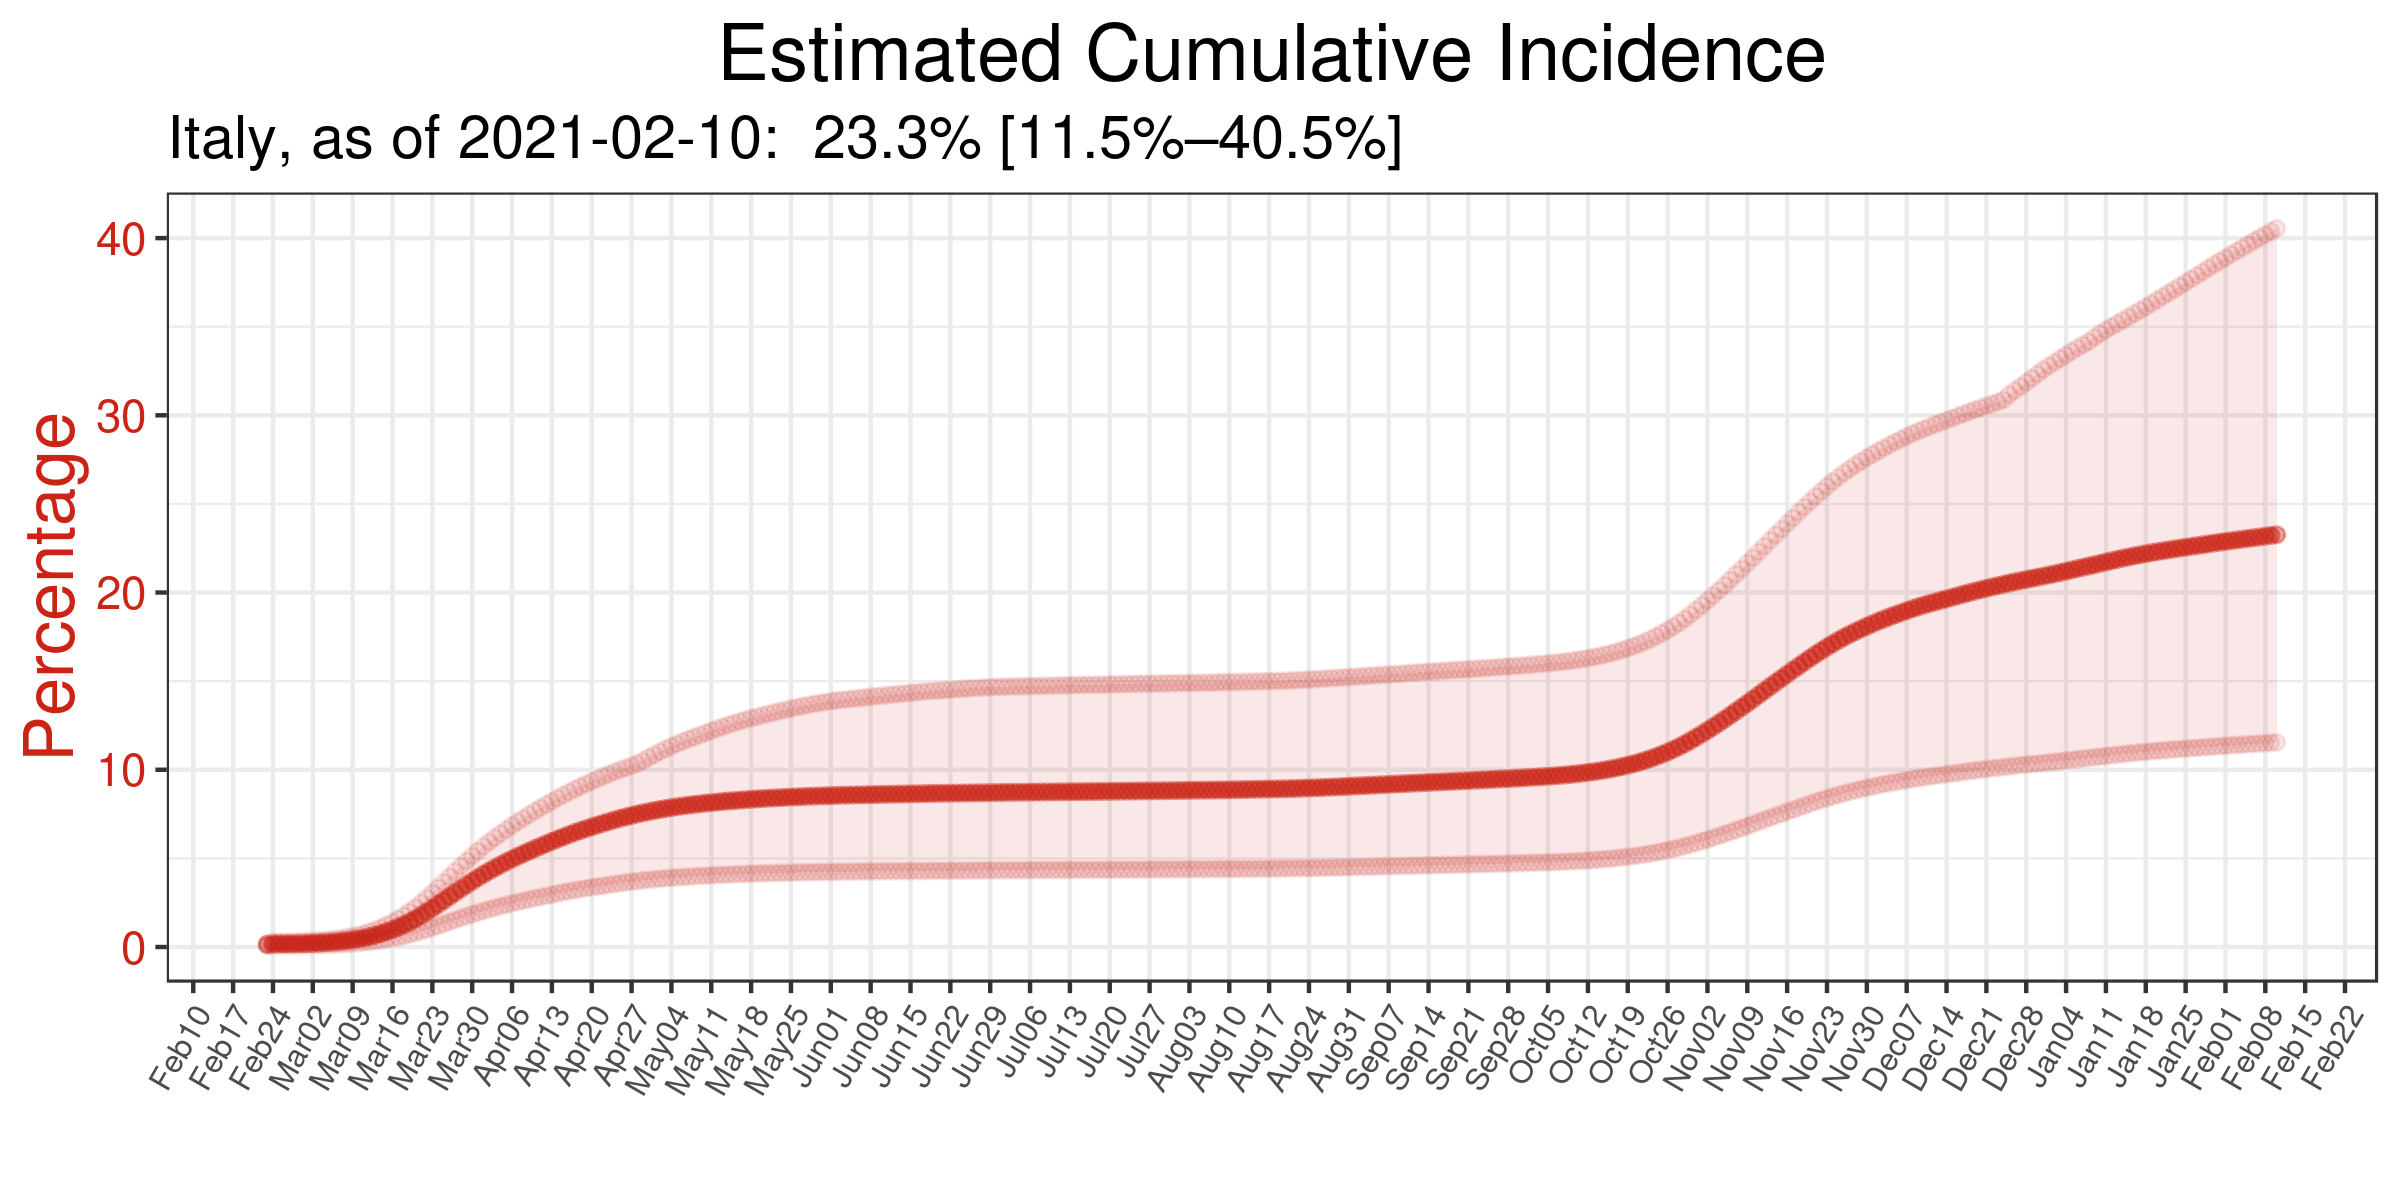 Estimated Cumulative Incidence
Italy, as of 2021-02-10:  23.3% [11.5%–40.5%]
Percentage
40
30
20
10
0
Feb10
Feb17
Feb24
Mar02
Mar09
Mar16
Mar23
Mar30
Apr06
Apr13
Apr20
Apr27
May04
May11
May18
May25
Jun01
Jun08
Jun15
Jun22
Jun29
Jul06
Jul13
Jul20
Jul27
Aug03
Aug10
Aug17
Aug24
Aug31
Sep07
Sep14
Sep21
Sep28
Oct05
Oct12
Oct19
Oct26
Nov02
Nov09
Nov16
Nov23
Nov30
Dec07
Dec14
Dec21
Dec28
Jan04
Jan11
Jan18
Jan25
Feb01
Feb08
Feb15
Feb22